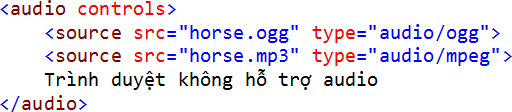 <audio controls>
    <source src="horse.ogg" type="audio/ogg">
    <source src="horse.mp3" type="audio/mpeg">
    Trình duyệt không hỗ trợ audio
</audio>